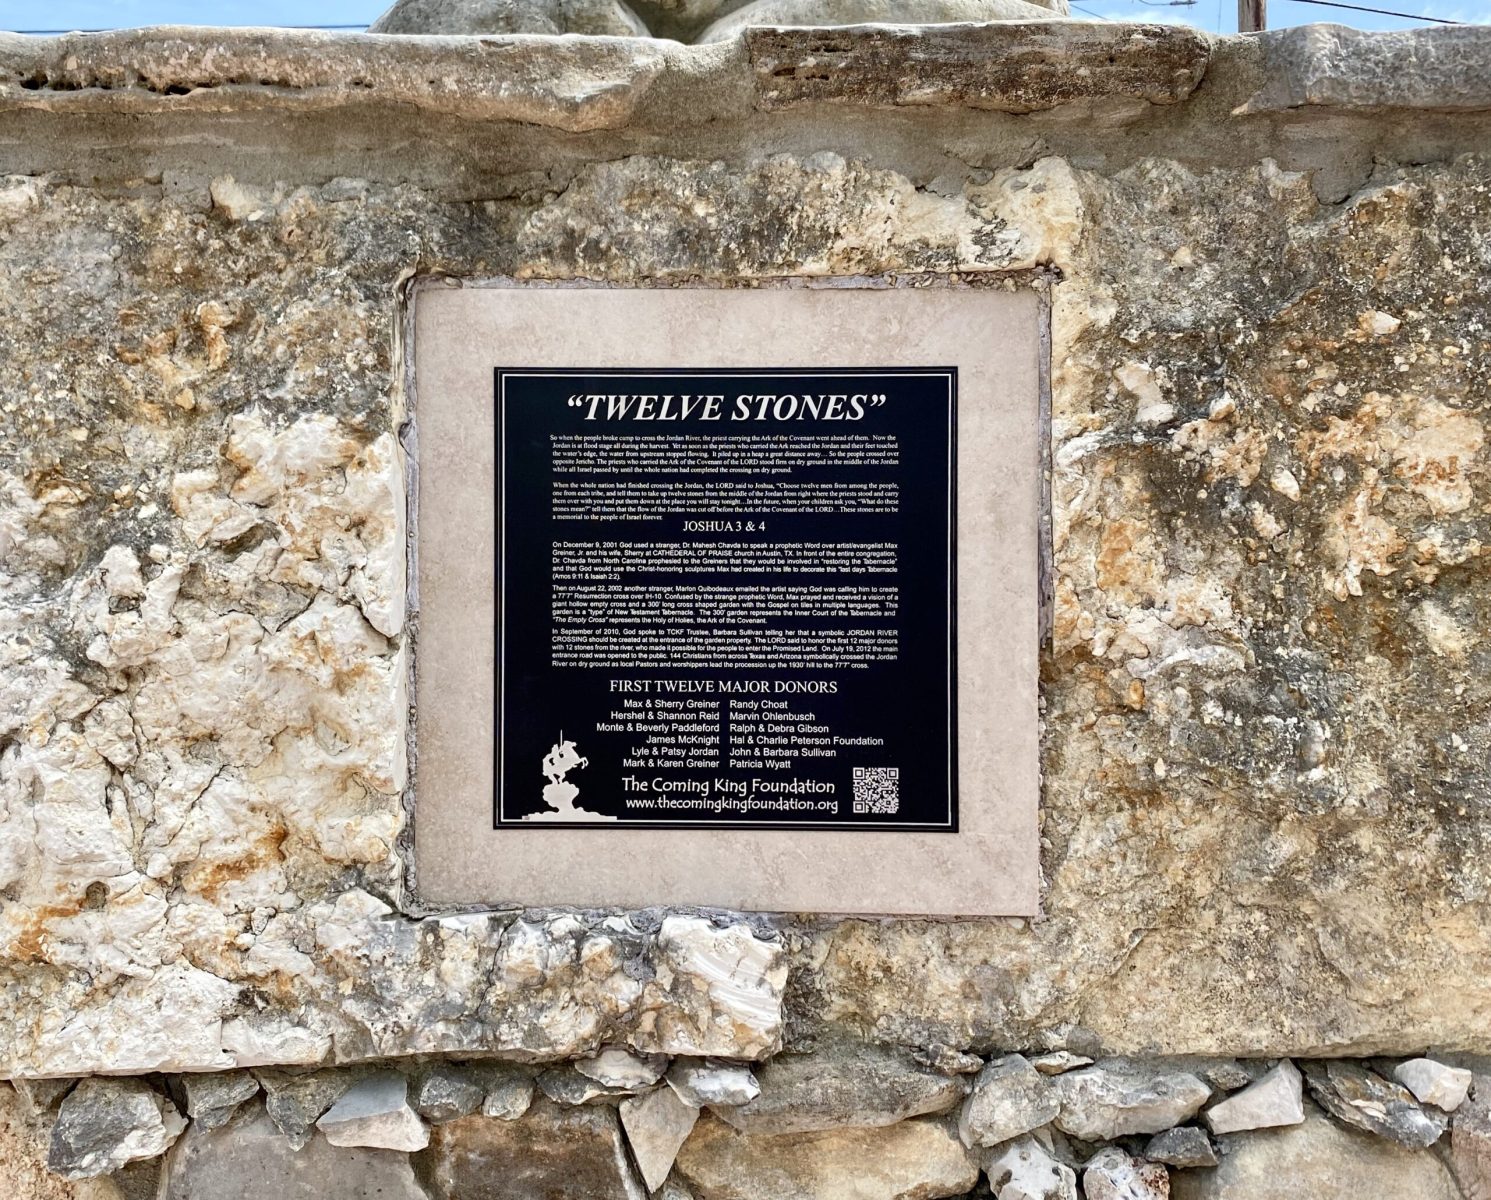 “TWELVE STONES”
So when the people broke camp to cross the Jordan River, the priest carrying the Ark of the Covenant went ahead of them. Now the
Jordan is at flood stage all during the harvest. Yet as soon as the priests who carried the Ark reached the Jordan and their feet touched
the water's edge, the water from upstream stopped flowing. It piled up in a heap a great distance away… So the people crossed over
opposite Jericho. The priests who carried the Ark of the Covenant of the LORD stood firm on dry ground in the middle of the Jordan
while all Israel passed by until the whole nation had completed the crossing on dry ground.
When the whole nation had finished crossing the Jordan, the LORD said to Joshua, “Choose twelve men from among the people,
one from each tribe, and tell them to take up twelve stones from the middle of the Jordan from right where the priests stood and carry
them over with you and put them down at the place you will stay tonight…In the future, when your children ask you, “What do these
stones mean?” tell them that the flow of the Jordan was cut off before the Ark of the Covenant of the LORD…These stones are to be
a memorial to the people of Israel forever.
JOSHUA 3 & 4
On December 9, 2001 God used a stranger, Dr. Mahesh Chavda to speak a prophetic Word over artist/evangelist Max
Greiner, Jr. and his wife, Sherry at CATHEDERAL OF PRAISE church in Austin, TX. In front of the entire congregation,
Dr. Chavda from North Carolina prophesied to the Greiners that they would be involved in "restoring the Tabernacle"
and that God would use the Christ-honoring sculptures Max had created in his life to decorate this "last days Tabernacle
(Amos 9:11 & Isaiah 2:2).
Then on August 22, 2002 another stranger, Marlon Quibodeaux emailed the artist saying God was calling him to create
a 77'7" Resurrection cross over IH-10. Confused by the strange prophetic Word, Max prayed and received a vision of a
giant hollow empty cross and a 300' long cross shaped garden with the Gospel on tiles in multiple languages. This
garden is a "type" of New Testament Tabernacle. The 300' garden represents the Inner Court of the Tabernacle and
"The Empty Cross" represents the Holy of Holies, the Ark of the Covenant.
In September of 2010, God spoke to TCKF Trustee, Barbara Sullivan telling her that a symbolic JORDAN RIVER
CROSSING should be created at the entrance of the garden property. The LORD said to honor the first 12 major donors
with 12 stones from the river, who made it possible for the people to enter the Promised Land. On July 19, 2012 the main
entrance road was opened to the public. 144 Christians from across Texas and Arizona symbolically crossed the Jordan
River on dry ground as local Pastors and worshippers lead the procession up the 1930' hill to the 77'7" cross.
FIRST TWELVE MAJOR DONORS
Max & Sherry Greiner Randy Choat
Hershel & Shannon Reid Marvin Ohlenbusch
Monte & Beverly Paddleford Ralph & Debra Gibson
James McKnight Hal & Charlie Peterson Foundation
Lyle & Patsy Jordan John & Barbara Sullivan
Mark & Karen Greiner Patricia Wyatt
The Coming King Foundation
www.thecomingkingfoundation.org